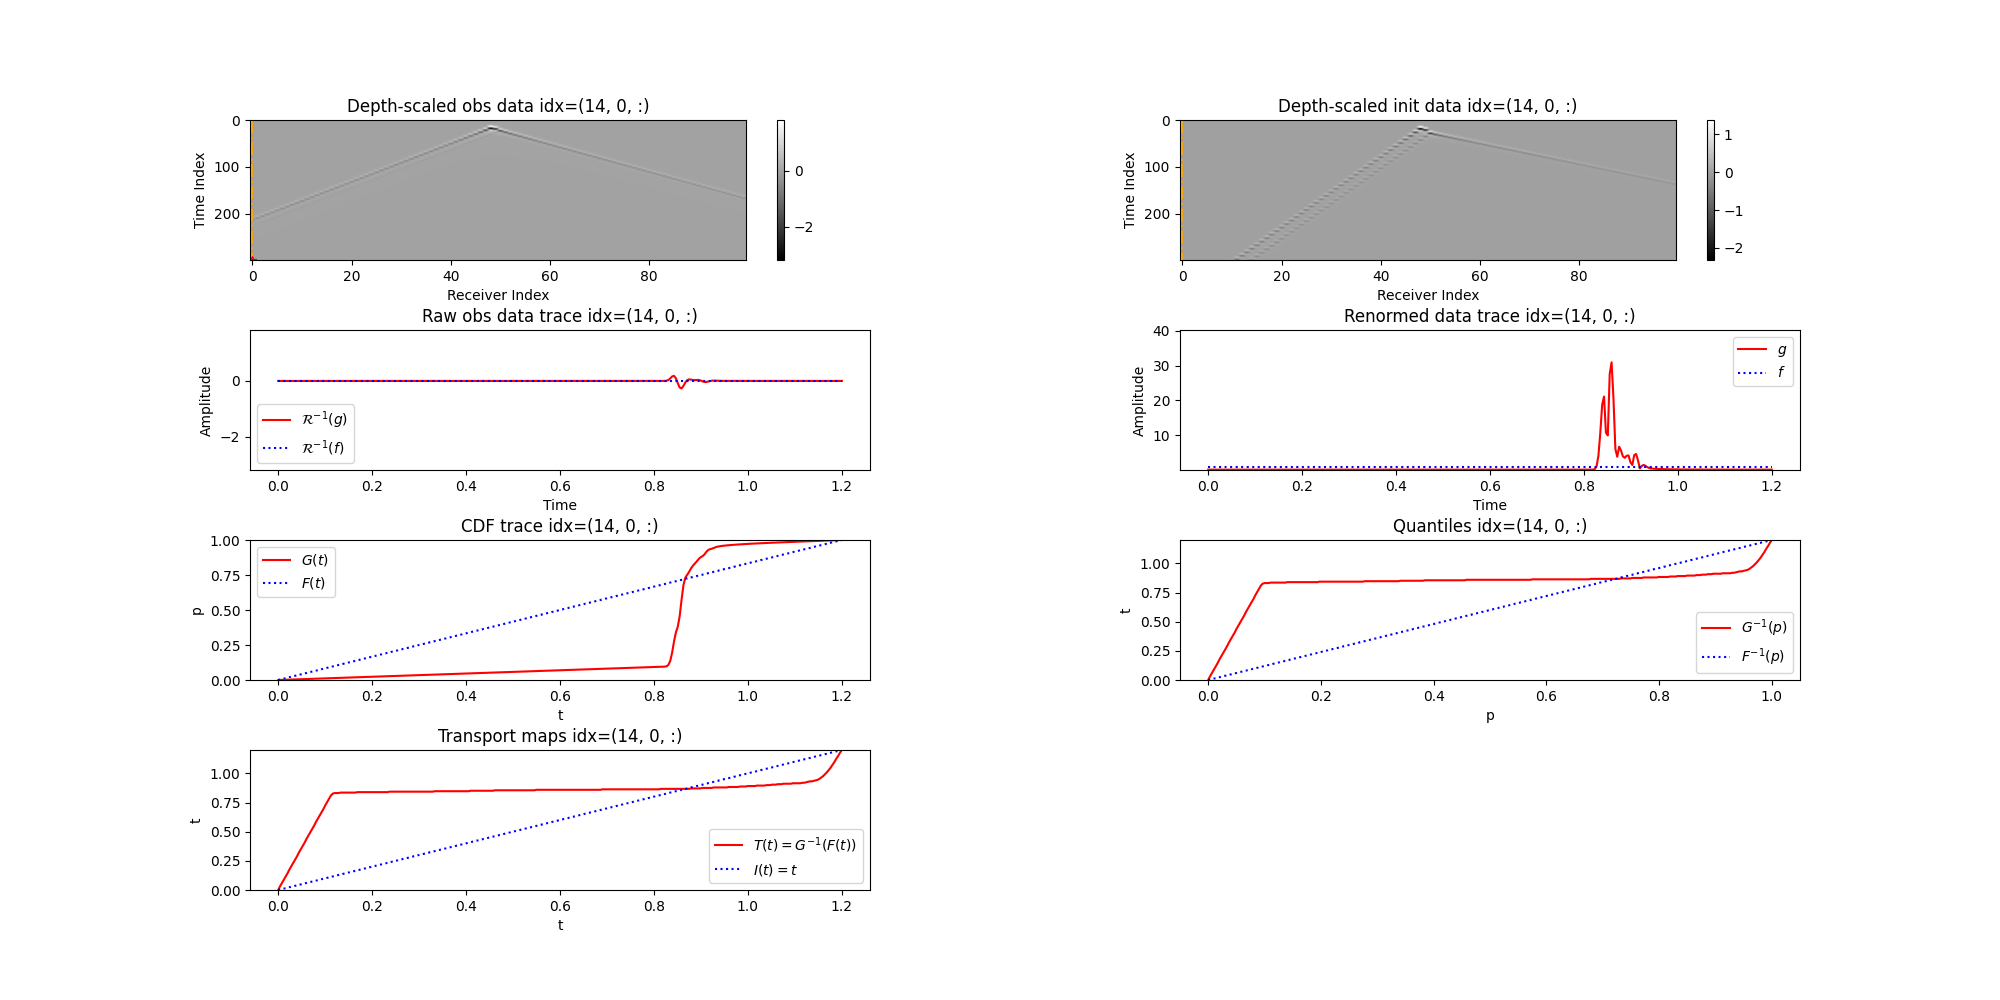 Depth-scaled obs data idx=(14, 0, :)
0
100
200
Time Index
0
20
40
60
80
Receiver Index
0
−2
Depth-scaled init data idx=(14, 0, :)
0
100
200
Time Index
0
20
40
60
80
Receiver Index
1
0
−1
−2
Raw obs data trace idx=(14, 0, :)
0
−2
Amplitude
ℛ⁻¹(g)
ℛ⁻¹(f)
0.0 0.2 0.4 0.6 0.8 1.0 1.2
Time
Renormed data trace idx=(14, 0, :)
40
30
20
10
Amplitude
g
f
0.0 0.2 0.4 0.6 0.8 1.0 1.2
Time
CDF trace idx=(14, 0, :)
1.00
0.75
0.50
0.25
0.00
p
G(t)
F(t)
0.0 0.2 0.4 0.6 0.8 1.0 1.2
t
Quantiles idx=(14, 0, :)
1.00
0.75
0.50
0.25
0.00
t
G⁻¹(p)
F⁻¹(p)
0.0 0.2 0.4 0.6 0.8 1.0
p
Transport maps idx=(14, 0, :)
1.00
0.75
0.50
0.25
0.00
t
T(t) = G⁻¹(F(t))
I(t) = t
0.0 0.2 0.4 0.6 0.8 1.0 1.2
t